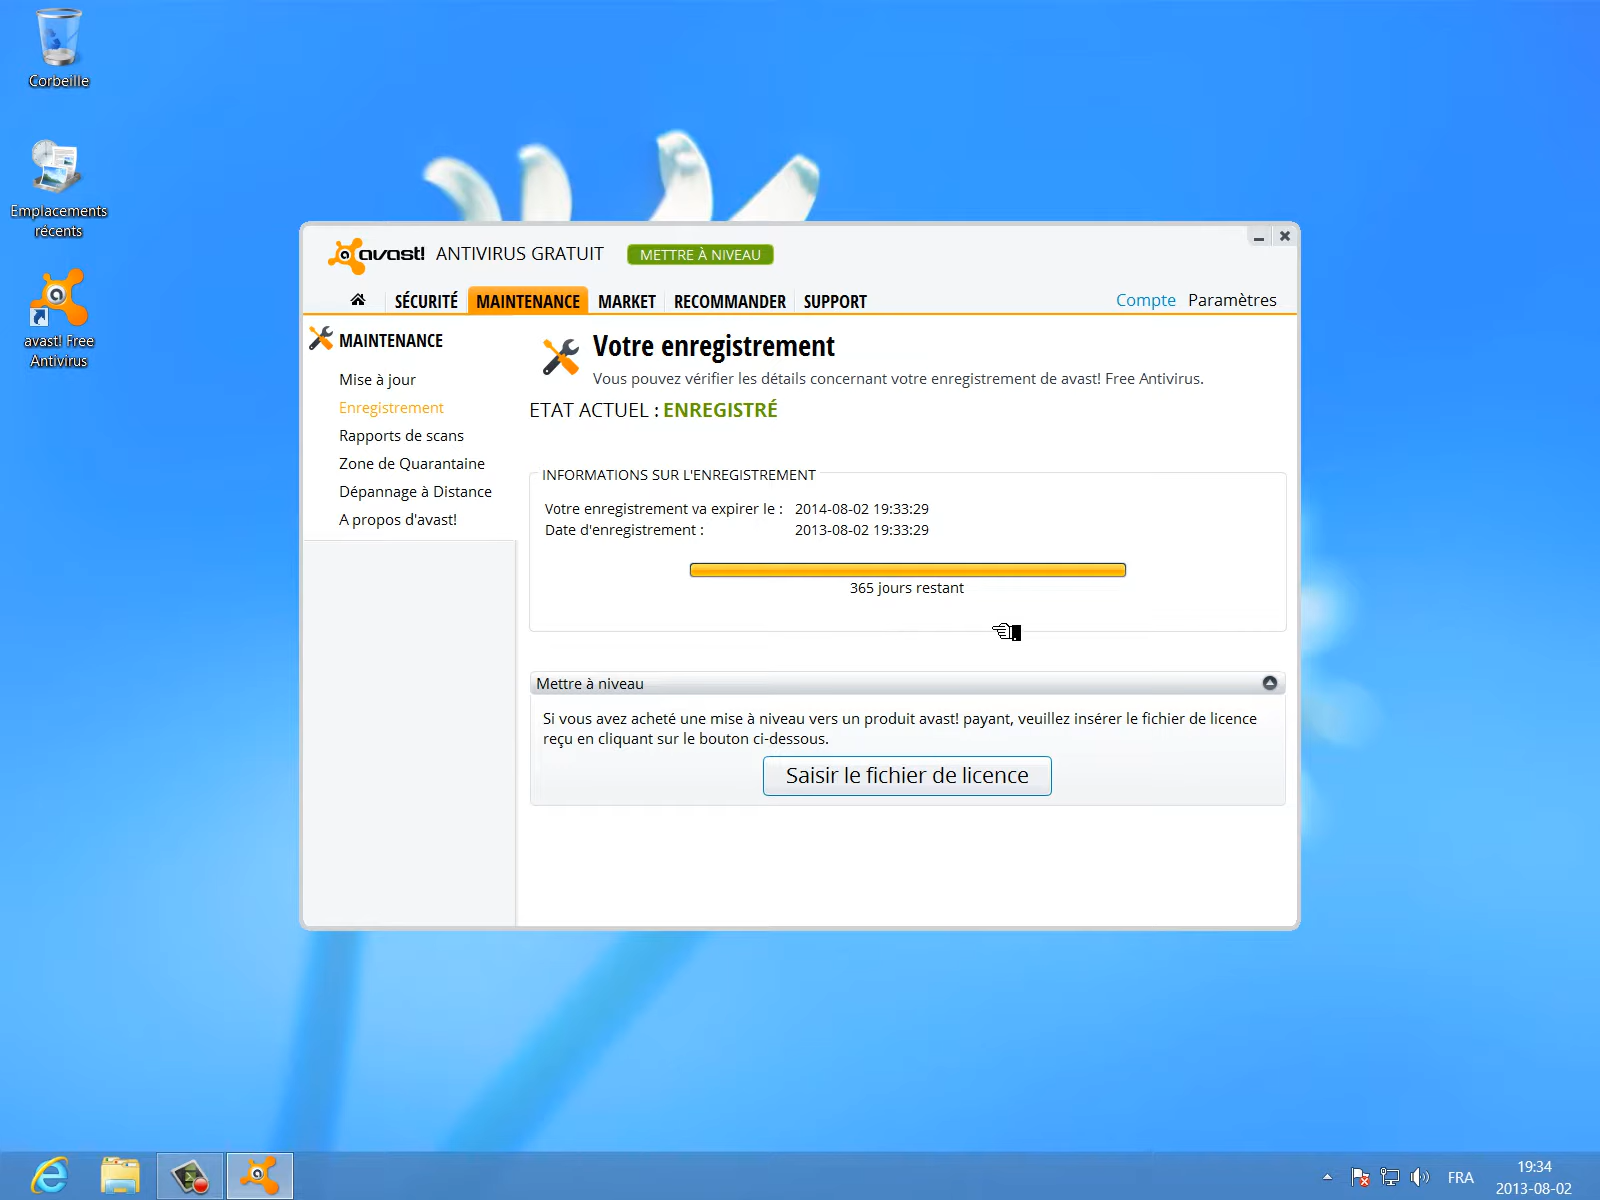 Corbeille
Emplacements
récents
avast! Free
Antivirus
avast! ANTIVIRUS GRATUIT METTRE À NIVEAU
SÉCURITÉ MAINTENANCE MARKET RECOMMANDER SUPPORT Compte Paramètres
MAINTENANCE
Mise à jour
Enregistrement
Rapports de scans
Zone de Quarantaine
Dépannage à Distance
A propos d'avast!
Votre enregistrement
Vous pouvez vérifier les détails concernant votre enregistrement de avast! Free Antivirus.
ETAT ACTUEL : ENREGISTRÉ
INFORMATIONS SUR L'ENREGISTREMENT
Votre enregistrement va expirer le : 2014-08-02 19:33:29
Date d'enregistrement : 2013-08-02 19:33:29
365 jours restant
Mettre à niveau
Si vous avez acheté une mise à niveau vers un produit avast! payant, veuillez insérer le fichier de licence
reçu en cliquant sur le bouton ci-dessous.
Saisir le fichier de licence
FRA
19:34
2013-08-02